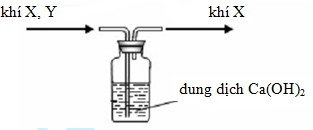 khí X, Y
khí X
dung dịch Ca(OH)₂